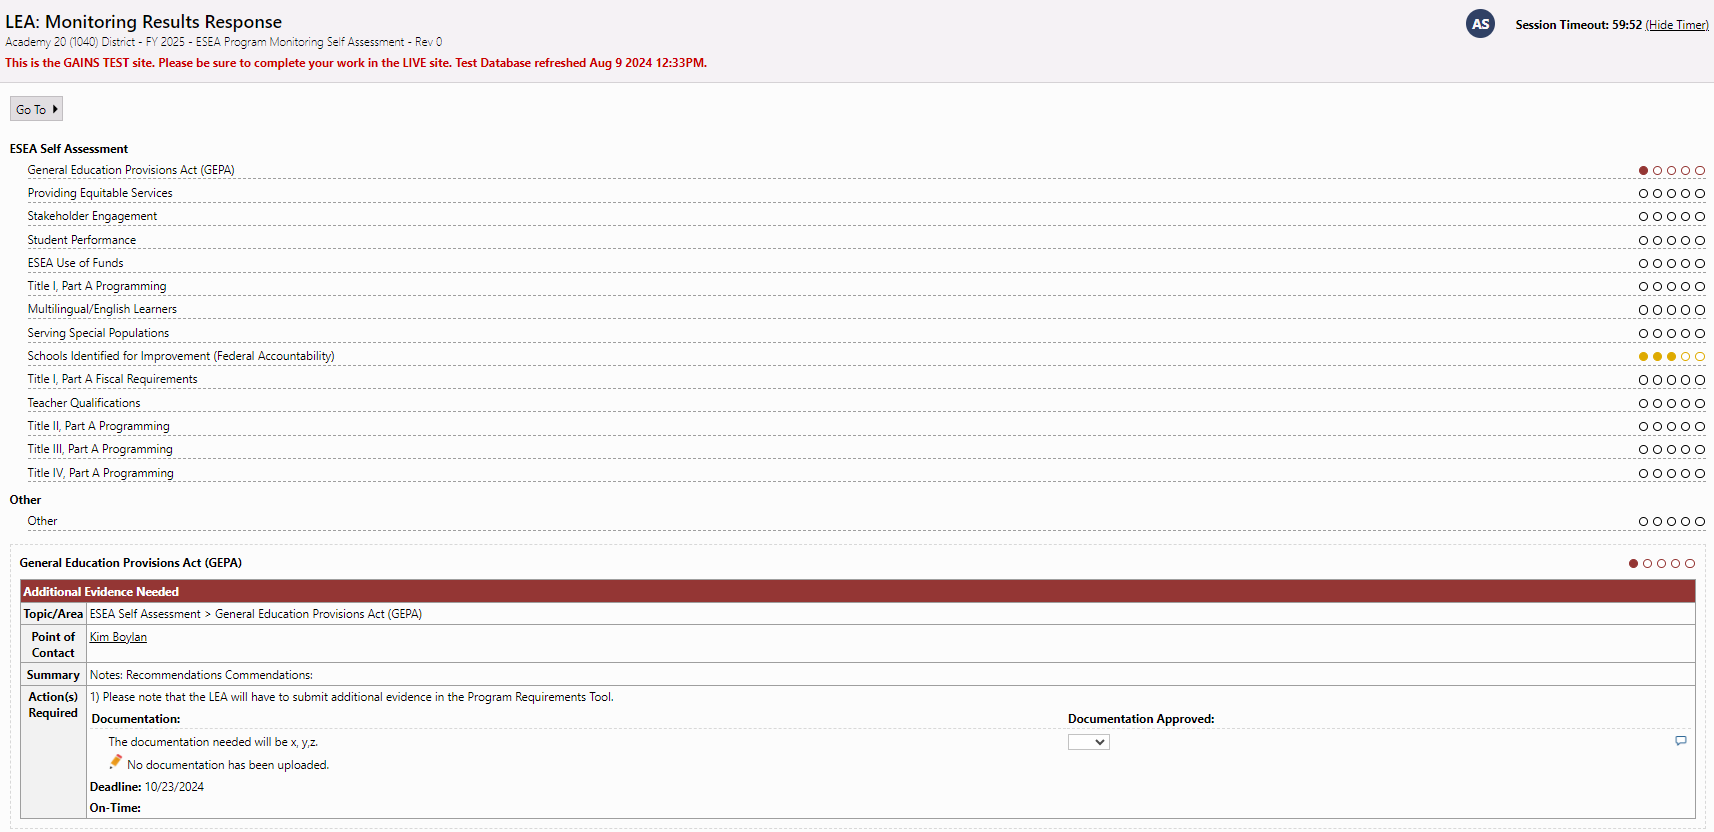 LEA: Monitoring Results Response
Academy 20 (1040) District - FY 2025 - ESEA Program Monitoring Self Assessment - Rev 0
This is the GAINS TEST site. Please be sure to complete your work in the LIVE site. Test Database refreshed Aug 9 2024 12:33PM.
AS
Session Timeout: 59:52 (Hide Timer)
Go To
ESEA Self Assessment
General Education Provisions Act (GEPA)
Providing Equitable Services
Stakeholder Engagement
Student Performance
ESEA Use of Funds
Title I, Part A Programming
Multilingual/English Learners
Serving Special Populations
Schools Identified for Improvement (Federal Accountability)
Title I, Part A Fiscal Requirements
Teacher Qualifications
Title II, Part A Programming
Title III, Part A Programming
Title IV, Part A Programming
Other
Other
General Education Provisions Act (GEPA)
Additional Evidence Needed
Topic/Area ESEA Self Assessment > General Education Provisions Act (GEPA)
Point of Contact Kim Boylan
Summary Notes: Recommendations Commendations:
Action(s) Required 1) Please note that the LEA will have to submit additional evidence in the Program Requirements Tool.
Documentation: Documentation Approved:
The documentation needed will be x, y,z.
No documentation has been uploaded.
Deadline: 10/23/2024
On-Time: